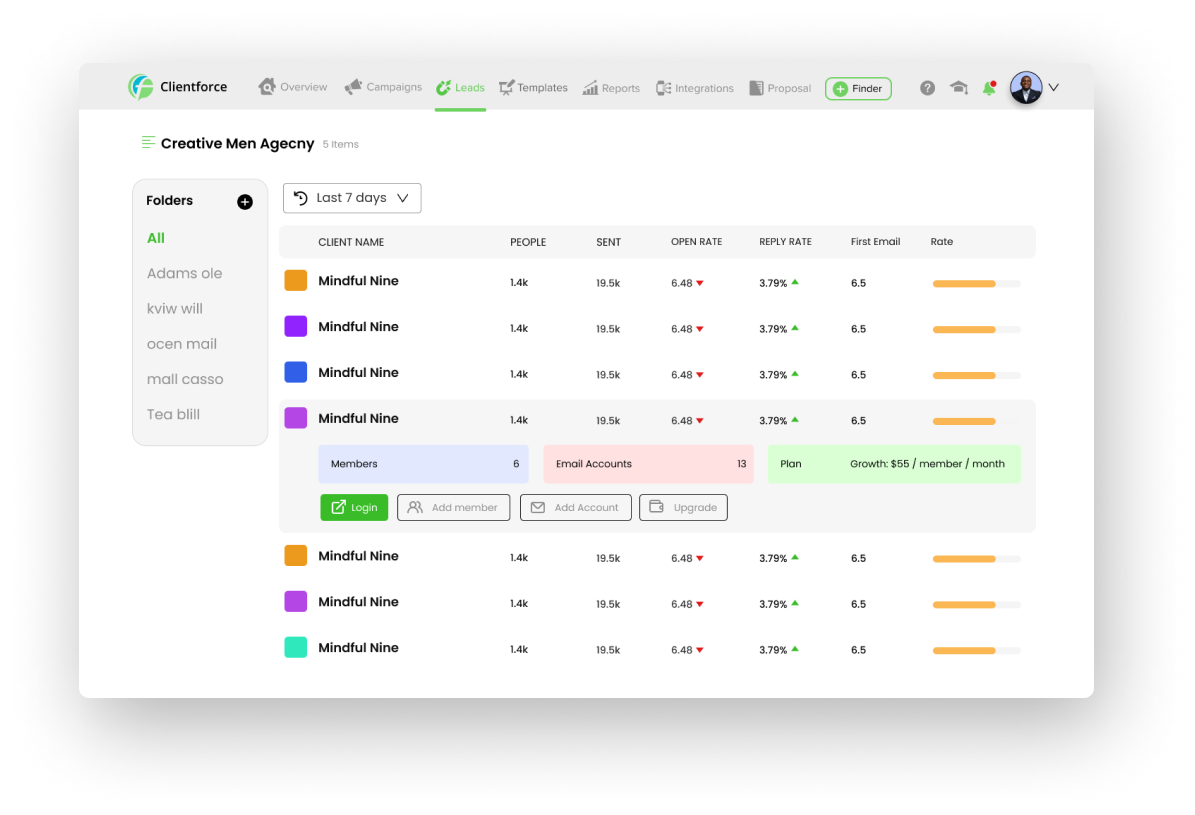 Clientforce Overview Campaigns Leads Templates Reports Integrations Proposal Finder
Creative Men Agecny 5 Items
Folders
All
Adams ole
kviw will
ocen mail
mall casso
Tea blill
Last 7 days
CLIENT NAME PEOPLE SENT OPEN RATE REPLY RATE First Email Rate
Mindful Nine 1.4k 19.5k 6.48 3.79% 6.5
Mindful Nine 1.4k 19.5k 6.48 3.79% 6.5
Mindful Nine 1.4k 19.5k 6.48 3.79% 6.5
Mindful Nine 1.4k 19.5k 6.48 3.79% 6.5
Members 6 Email Accounts 13 Plan Growth: $55 / member / month
Login Add member Add Account Upgrade
Mindful Nine 1.4k 19.5k 6.48 3.79% 6.5
Mindful Nine 1.4k 19.5k 6.48 3.79% 6.5
Mindful Nine 1.4k 19.5k 6.48 3.79% 6.5